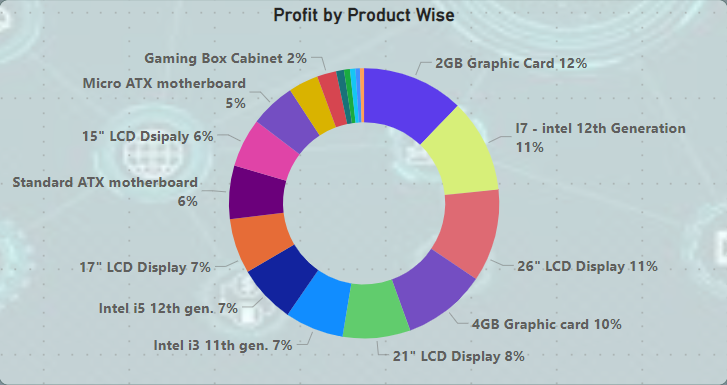 Profit by Product Wise
2GB Graphic Card 12%
I7 - intel 12th Generation
11%
26" LCD Display 11%
4GB Graphic card 10%
21" LCD Display 8%
Intel i3 11th gen. 7%
Intel i5 12th gen. 7%
17" LCD Display 7%
Standard ATX motherboard
6%
15" LCD Dsipaly 6%
Micro ATX motherboard
5%
Gaming Box Cabinet 2%